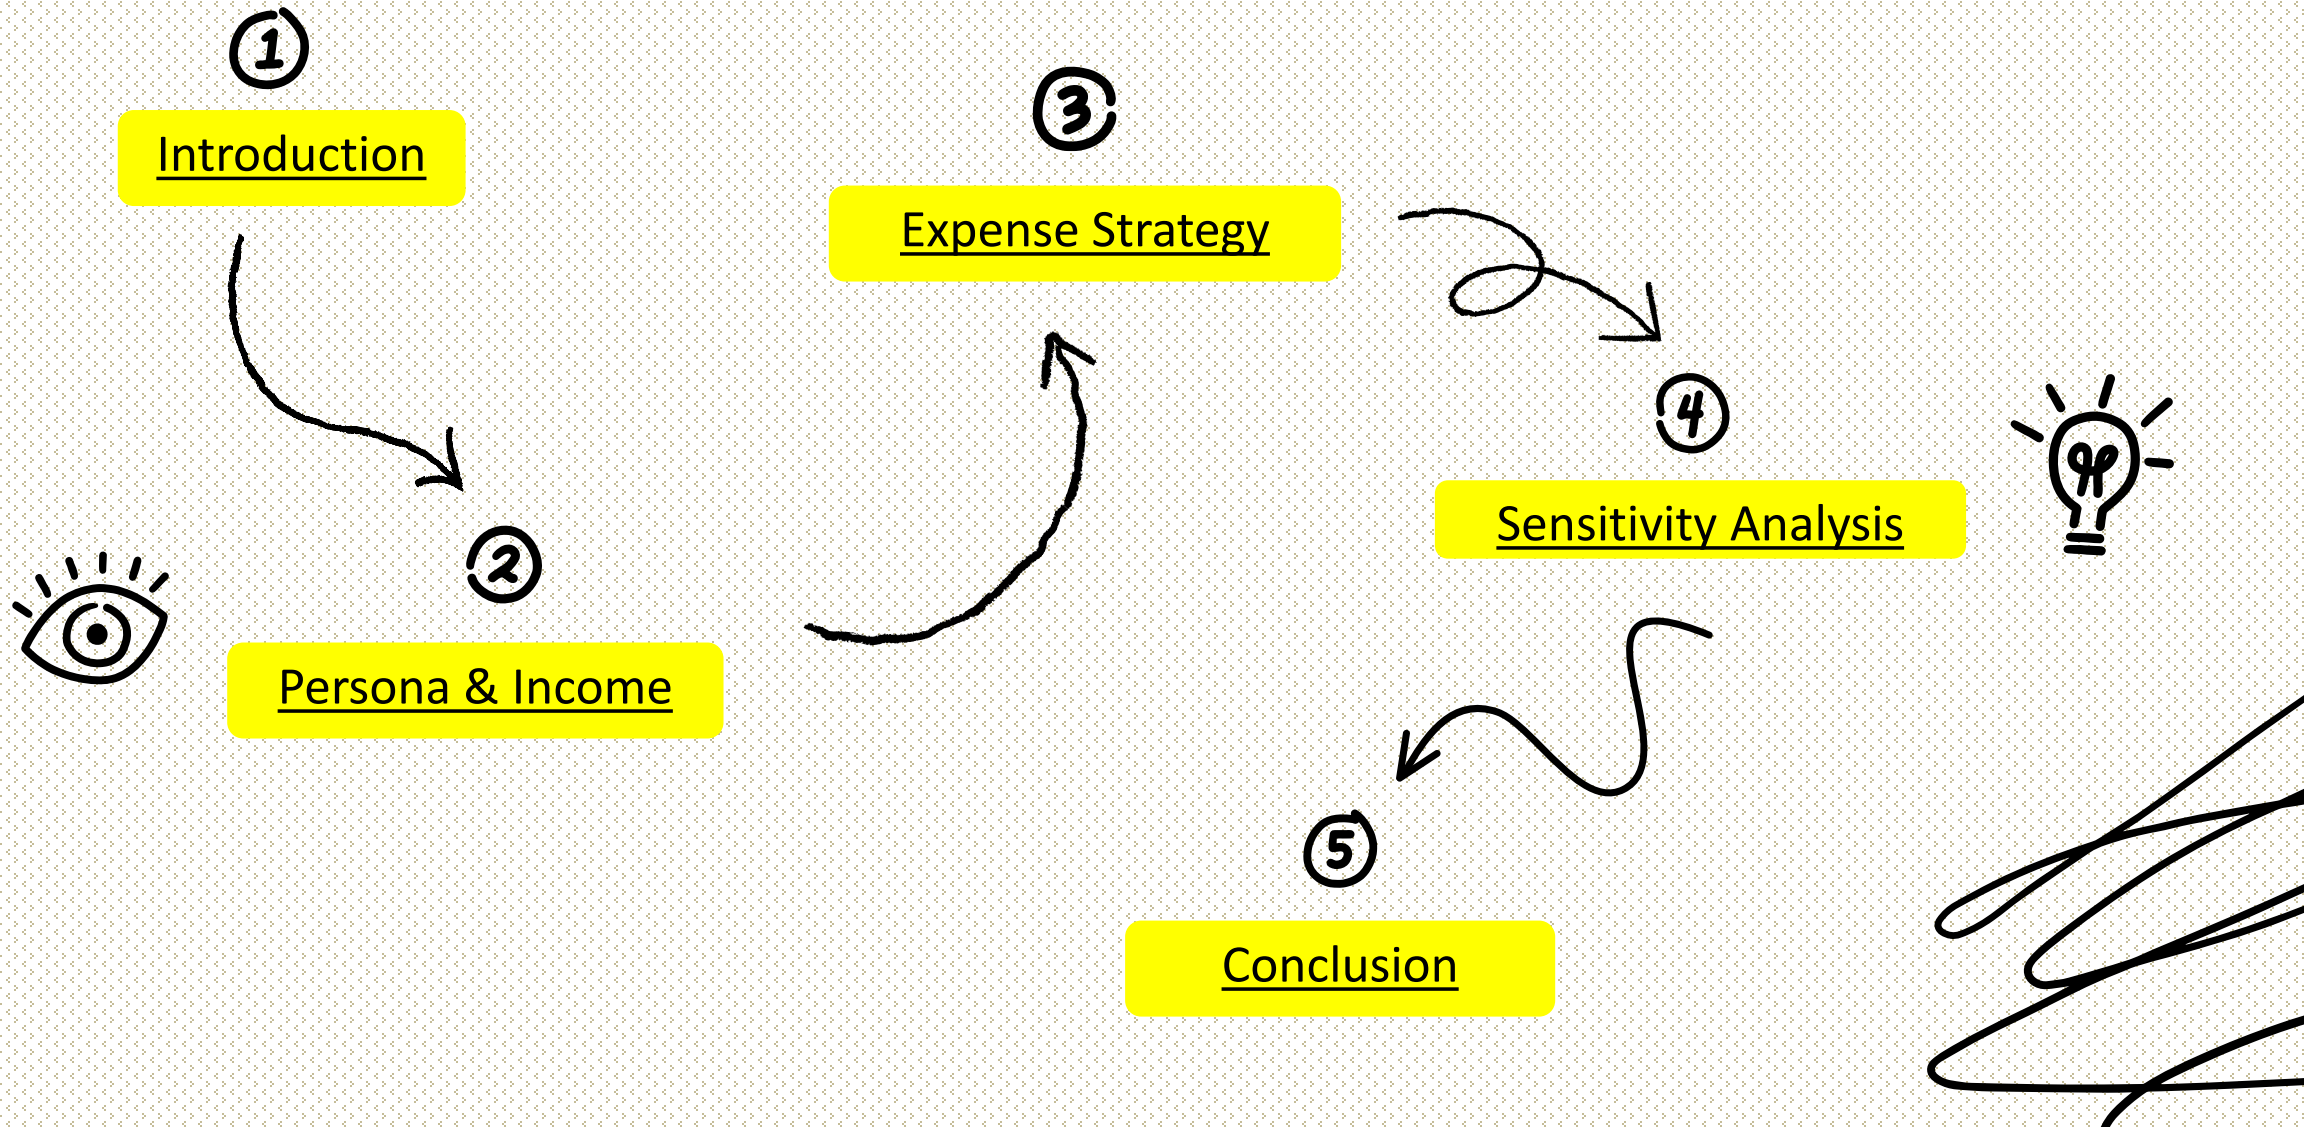 1
Introduction
2
Persona & Income
3
Expense Strategy
4
Sensitivity Analysis
5
Conclusion